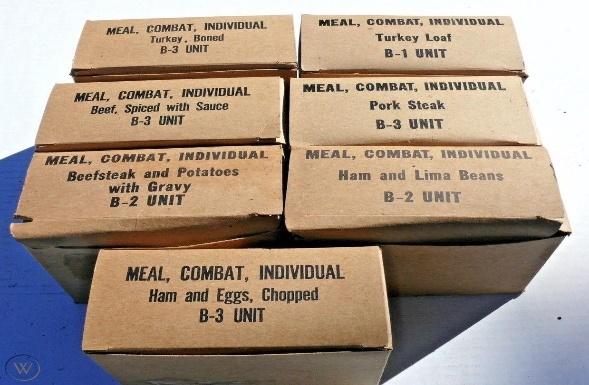 MEAL, COMBAT, INDIVIDUAL
Turkey, Boned
B-3 UNIT
MEAL, COMBAT, INDIVIDUAL
Turkey Loaf
B-1 UNIT
MEAL, COMBAT, INDIVIDUAL
Beef, Spiced with Sauce
B-3 UNIT
MEAL, COMBAT, INDIVIDUAL
Pork Steak
B-3 UNIT
MEAL, COMBAT, INDIVIDUAL
Beefsteak and Potatoes
with Gravy
B-2 UNIT
MEAL, COMBAT, INDIVIDUAL
Ham and Lima Beans
B-2 UNIT
MEAL, COMBAT, INDIVIDUAL
Ham and Eggs, Chopped
B-3 UNIT
W